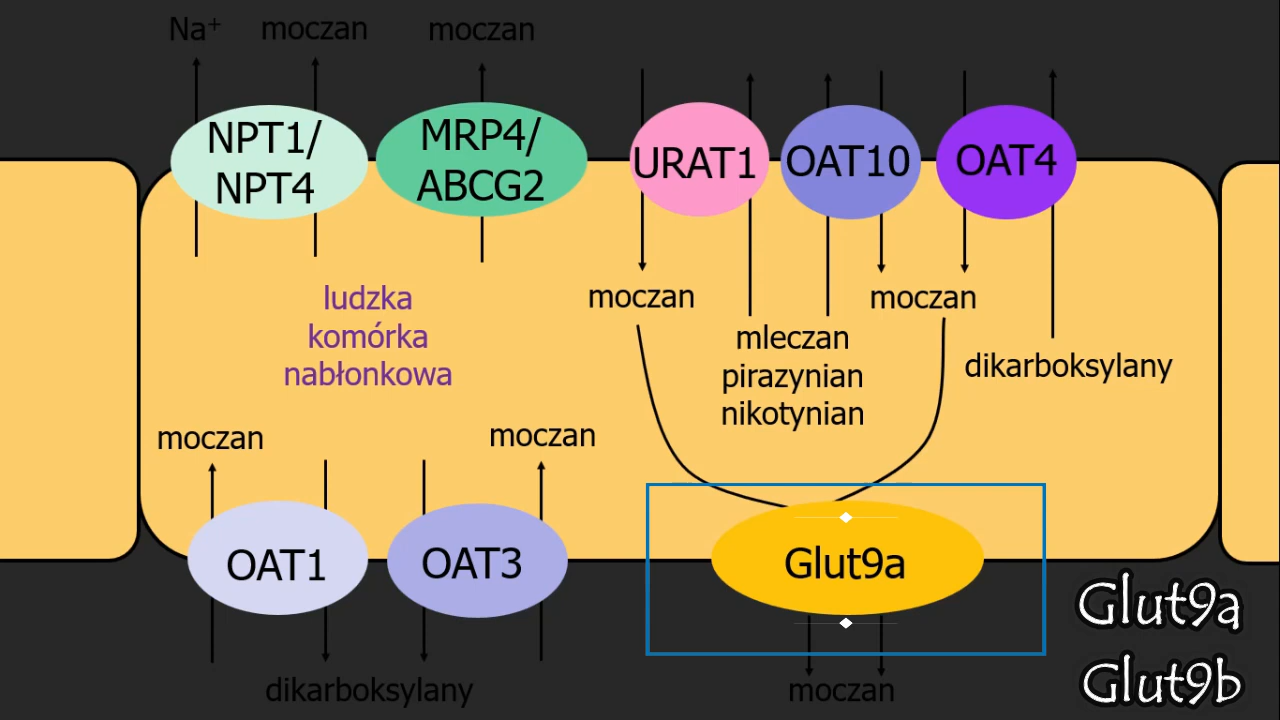 Na⁺ moczan moczan
NPT1/
NPT4
MRP4/
ABCG2
URAT1
OAT10
OAT4
ludzka
komórka
nabłonkowa
moczan
moczan
mleczan
pirazynian
nikotynian
dikarboksylany
moczan
moczan
OAT1
OAT3
Glut9a
dikarboksylany
moczan
Glut9a
Glut9b